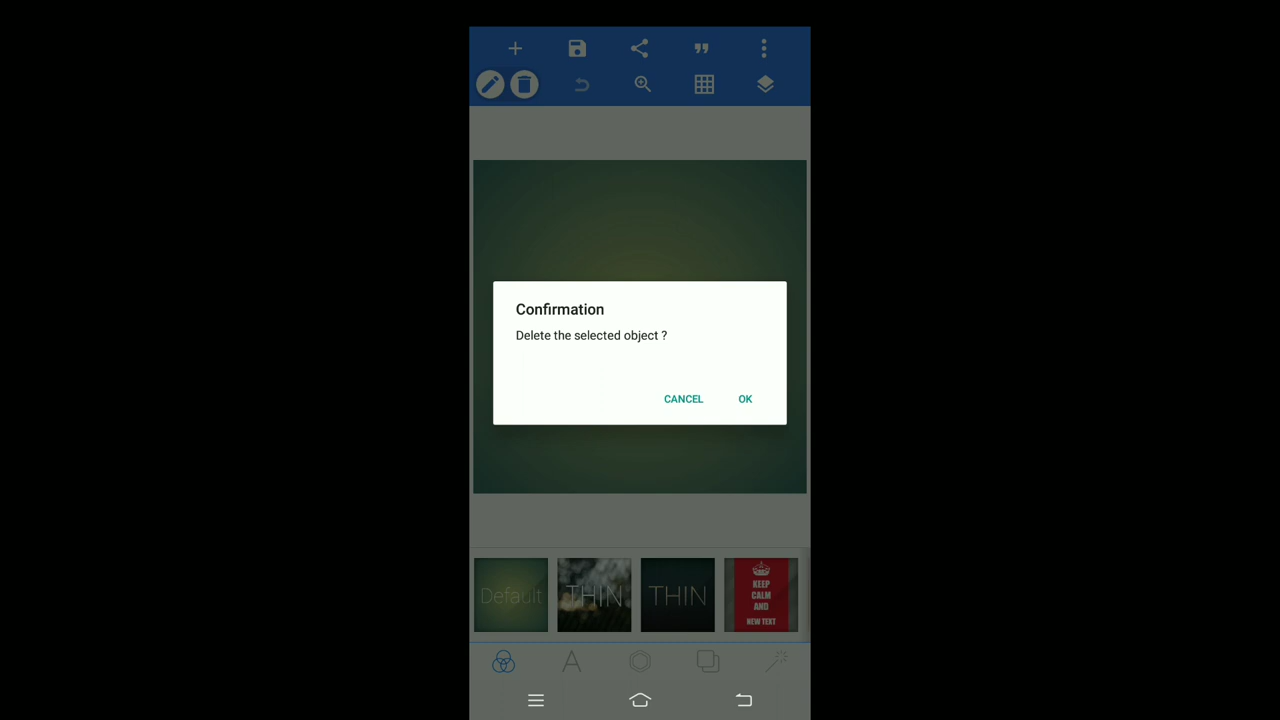 Confirmation
Delete the selected object ?
CANCEL OK
Default
THIN
THIN
KEEP
CALM
AND
NEW TEXT